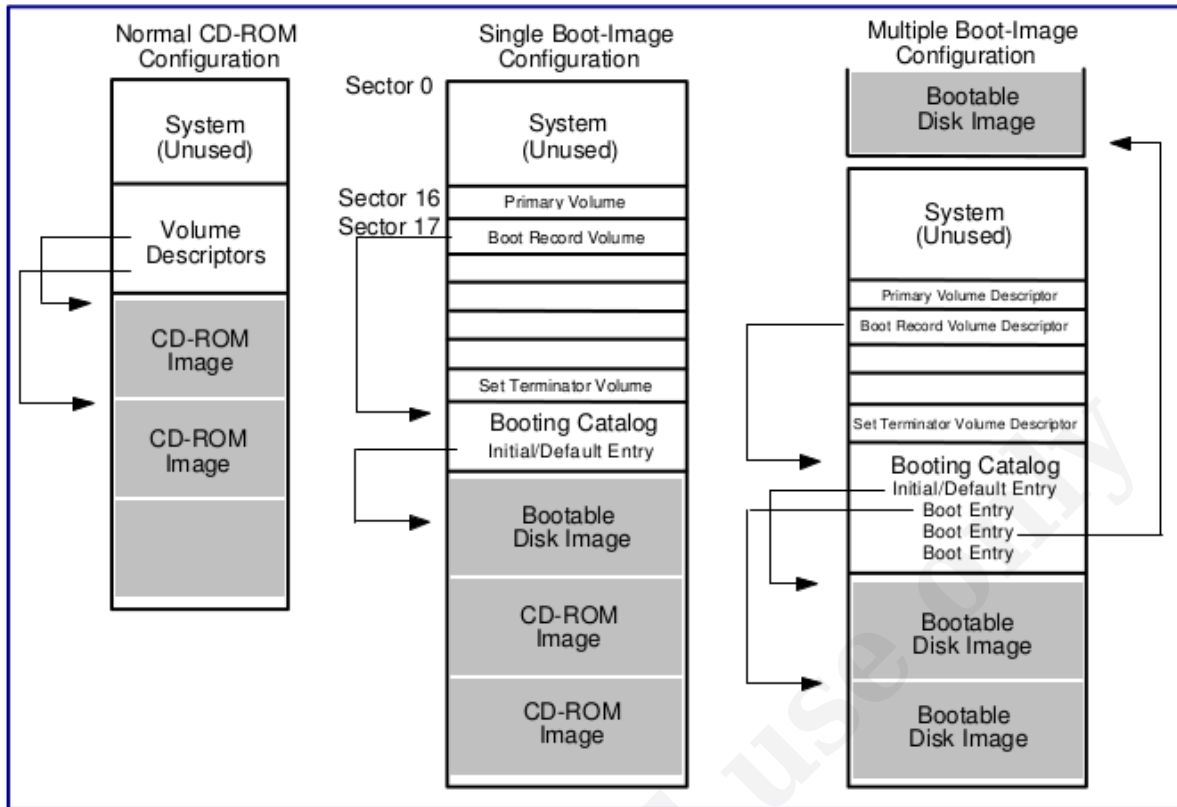 Normal CD-ROM
Configuration
System
(Unused)
Volume
Descriptors
CD-ROM
Image
CD-ROM
Image
Single Boot-Image
Configuration
Sector 0
System
(Unused)
Sector 16
Primary Volume
Sector 17
Boot Record Volume
Set Terminator Volume
Booting Catalog
Initial/Default Entry
Bootable
Disk Image
CD-ROM
Image
CD-ROM
Image
Multiple Boot-Image
Configuration
Bootable
Disk Image
System
(Unused)
Primary Volume Descriptor
Boot Record Volume Descriptor
Set Terminator Volume Descriptor
Booting Catalog
Initial/Default Entry
Boot Entry
Boot Entry
Boot Entry
Bootable
Disk Image
Bootable
Disk Image
use only